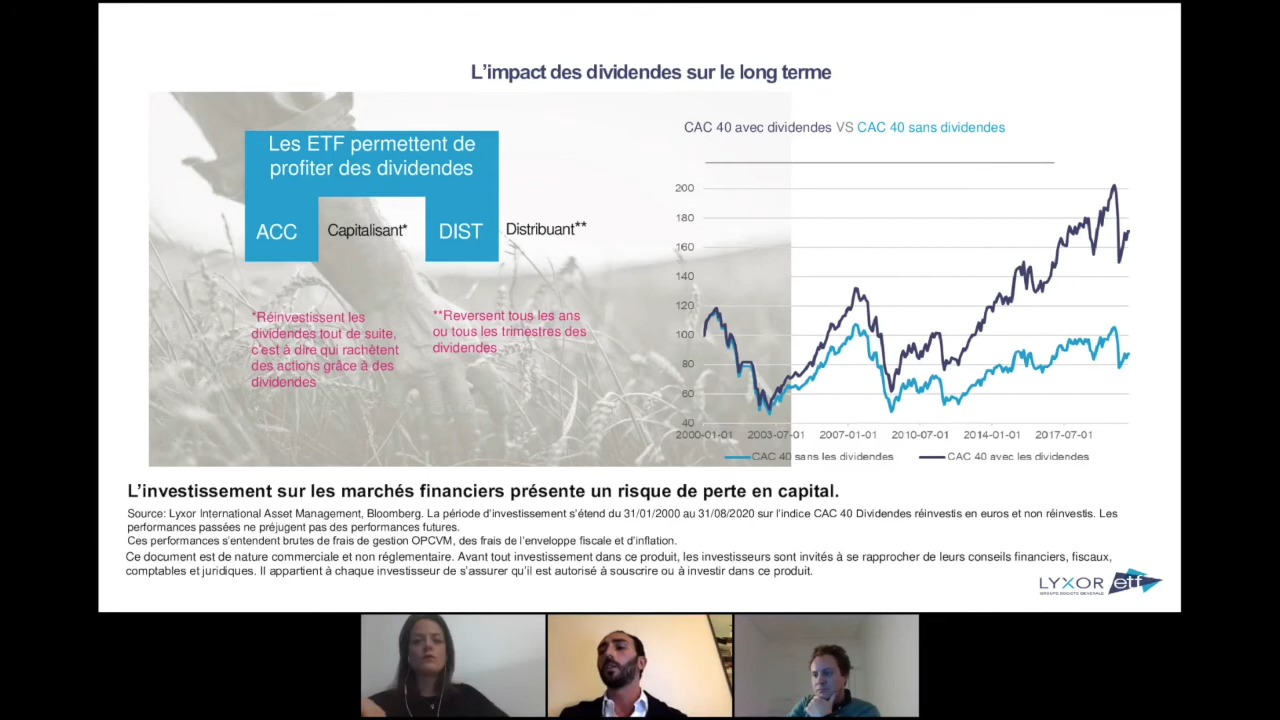 L'impact des dividendes sur le long terme
Les ETF permettent de
profiter des dividendes
ACC
Capitalisant*
DIST
Distribuant**
*Réinvestissent les
dividendes tout de suite,
c'est à dire qui rachètent
des actions grâce à des
dividendes
**Reversent tous les ans
ou tous les trimestres des
dividendes
CAC 40 avec dividendes VS CAC 40 sans dividendes
200
180
160
140
120
100
80
60
40
2000-01-01 2003-07-01 2007-01-01 2010-07-01 2014-01-01 2017-07-01
CAC 40 sans les dividendes CAC 40 avec les dividendes
L'investissement sur les marchés financiers présente un risque de perte en capital.
Source: Lyxor International Asset Management, Bloomberg. La période d'investissement s'étend du 31/01/2000 au 31/08/2020 sur l'indice CAC 40 Dividendes réinvestis en euros et non réinvestis. Les
performances passées ne préjugent pas des performances futures.
Ces performances s'entendent brutes de frais de gestion OPCVM, des frais de l'enveloppe fiscale et d'inflation.
Ce document est de nature commerciale et non réglementaire. Avant tout investissement dans ce produit, les investisseurs sont invités à se rapprocher de leurs conseils financiers, fiscaux,
comptables et juridiques. Il appartient à chaque investisseur de s'assurer qu'il est autorisé à souscrire ou à investir dans ce produit.
LYXOR etf
GROUPE SOCIETE GENERALE